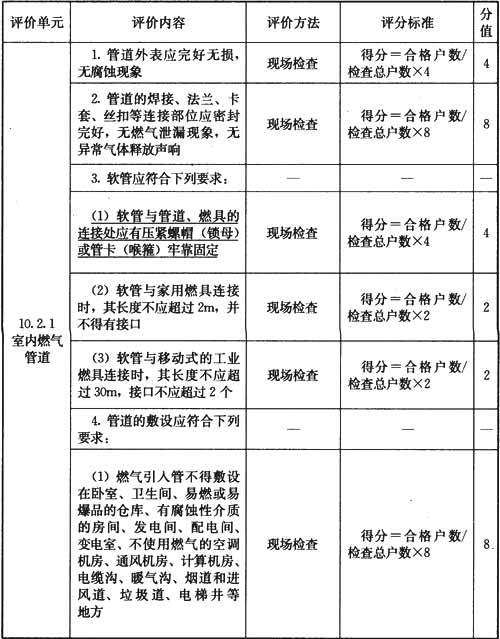 评价单元 评价内容 评价方法 评分标准 分值
10.2.1
室内燃气
管道
1. 管道外表应完好无损，
无腐蚀现象
现场检查
得分＝合格户数/
检查总户数×4
4
2. 管道的焊接、法兰、卡
套、丝扣等连接部位应密封
完好，无燃气泄漏现象，无
异常气体释放声响
现场检查
得分＝合格户数/
检查总户数×8
8
3. 软管应符合下列要求：
— — —
（1）软管与管道、燃具的
连接处应有压紧螺帽（锁母）
或管卡（喉箍）牢靠固定
现场检查
得分＝合格户数/
检查总户数×4
4
（2）软管与家用燃具连接
时，其长度不应超过2m，并
不得有接口
现场检查
得分＝合格户数/
检查总户数×2
2
（3）软管与移动式的工业
燃具连接时，其长度不应超
过30m，接口不应超过2个
现场检查
得分＝合格户数/
检查总户数×2
2
4. 管道的敷设应符合下列
要求：
— — —
（1）燃气引入管不得敷设
在卧室、卫生间、易燃或易
爆品的仓库、有腐蚀性介质
的房间、发电间、配电间、
变电室、不使用燃气的空调
机房、通风机房、计算机房、
电缆沟、暖气沟、烟道和进
风道、垃圾道、电梯井等
地方
现场检查
得分＝合格户数/
检查总户数×8
8